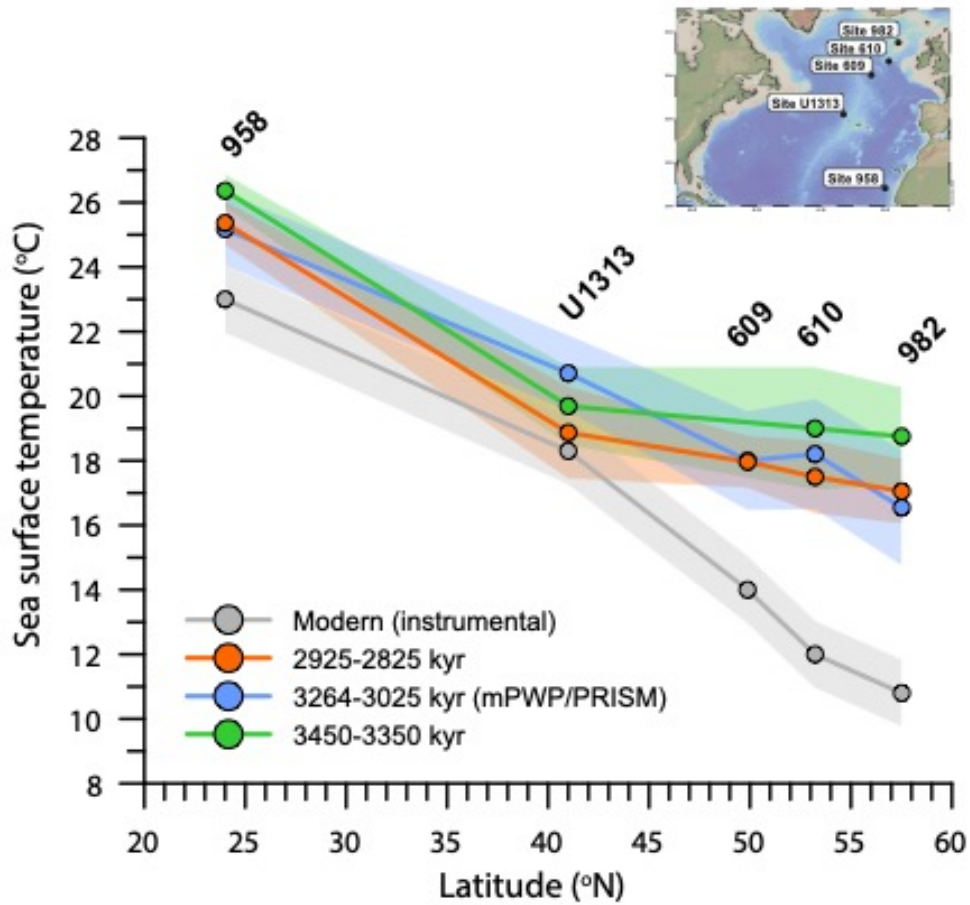 Site 982
Site 610
Site 609
Site U1313
Site 958
958
U1313
609
610
982
Sea surface temperature (ºC)
28
26
24
22
20
18
16
14
12
10
8
Modern (instrumental)
2925-2825 kyr
3264-3025 kyr (mPWP/PRISM)
3450-3350 kyr
20 25 30 35 40 45 50 55 60
Latitude (ºN)